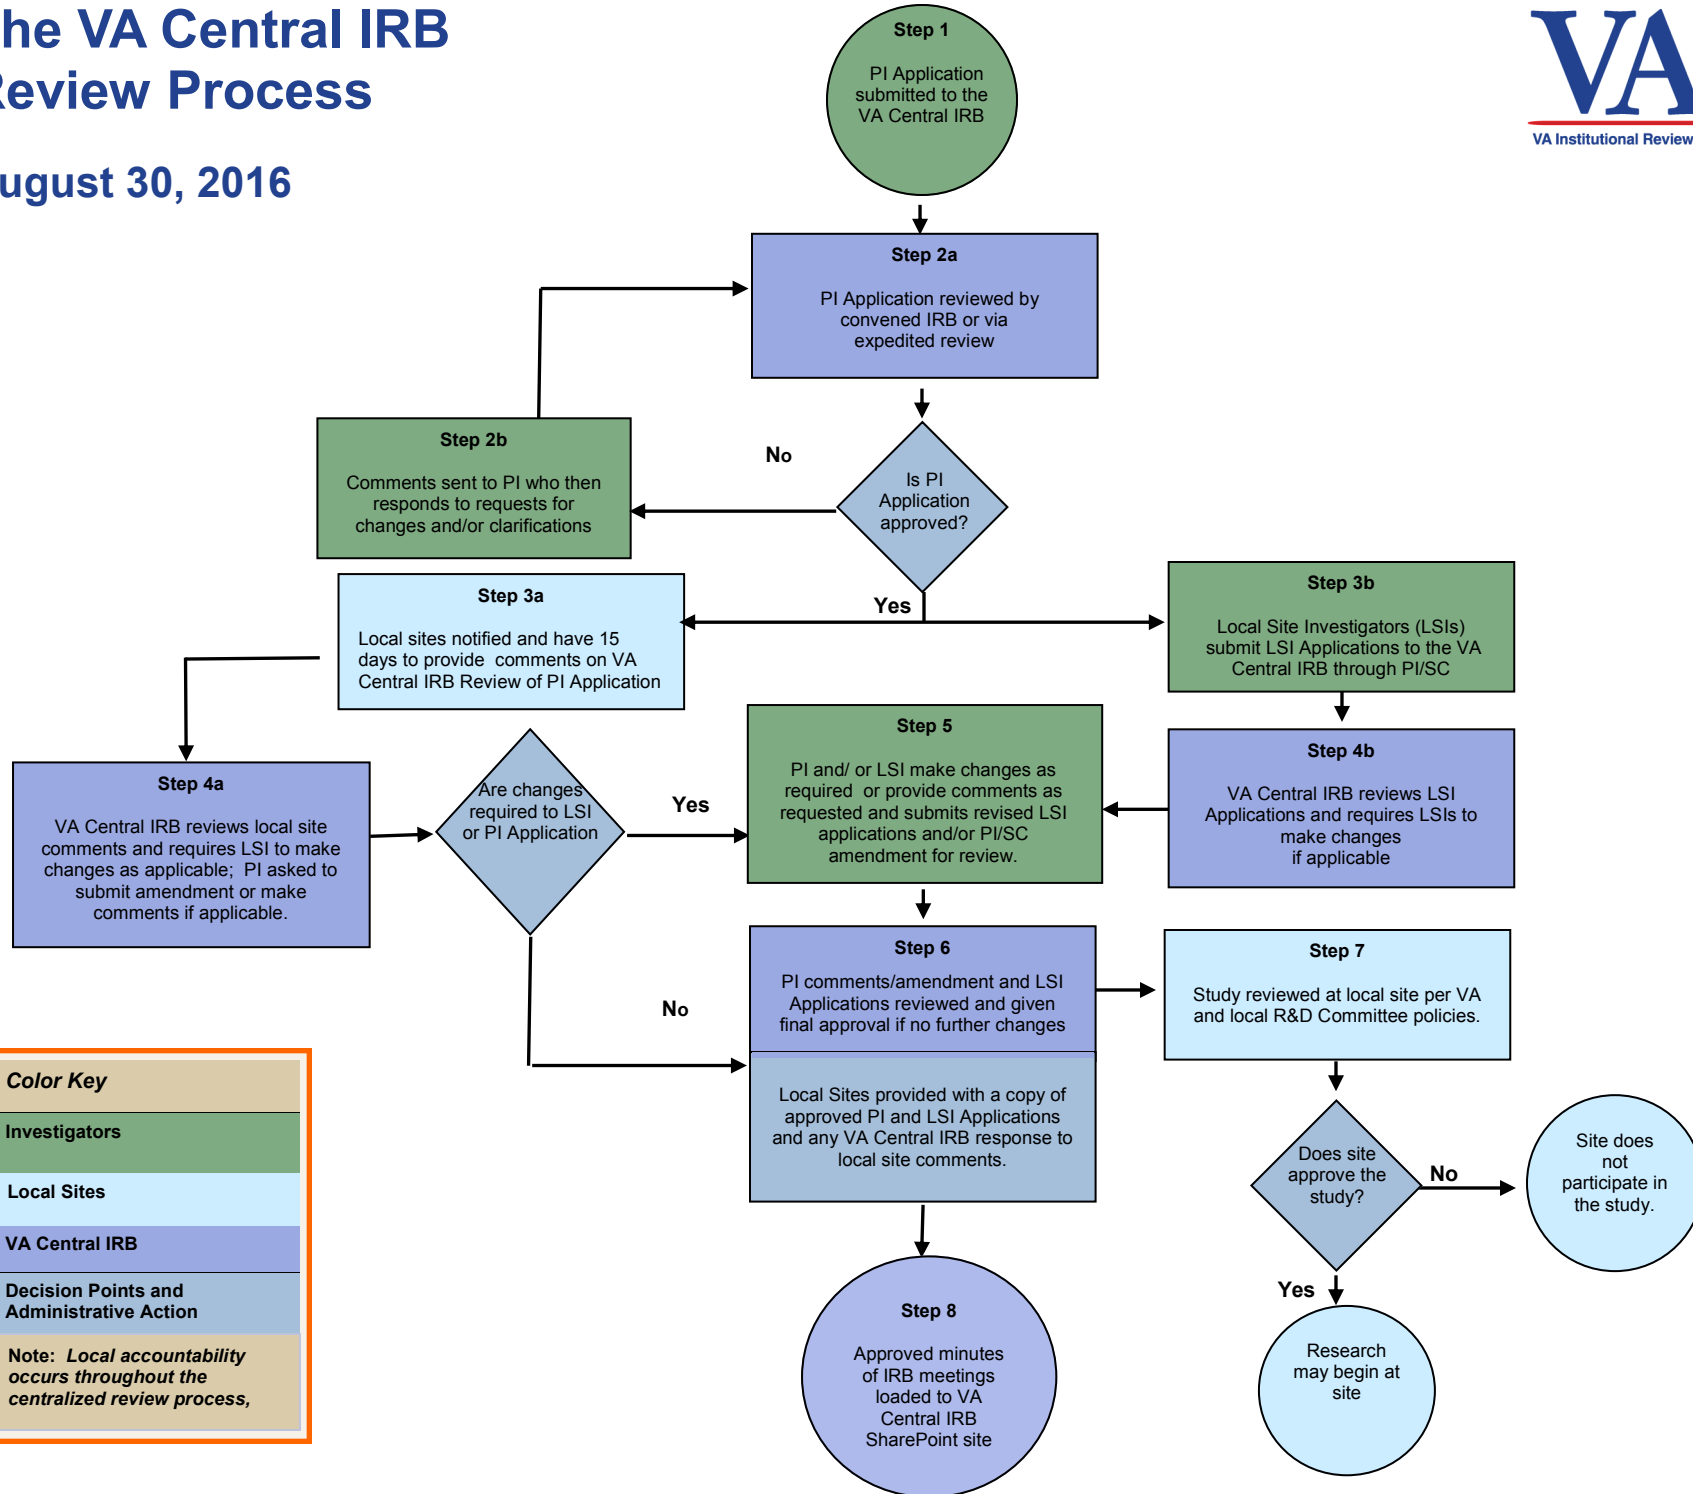 he VA Central IRB
Review Process
ugust 30, 2016
VA
VA Institutional Review
Step 1
PI Application
submitted to the
VA Central IRB
Step 2a
PI Application reviewed by
convened IRB or via
expedited review
Step 2b
Comments sent to PI who then
responds to requests for
changes and/or clarifications
No
Is PI
Application
approved?
Yes
Step 3a
Local sites notified and have 15
days to provide comments on VA
Central IRB Review of PI Application
Step 3b
Local Site Investigators (LSIs)
submit LSI Applications to the VA
Central IRB through PI/SC
Step 4a
VA Central IRB reviews local site
comments and requires LSI to make
changes as applicable; PI asked to
submit amendment or make
comments if applicable.
Are changes
required to LSI
or PI Application
Yes
Step 5
PI and/ or LSI make changes as
required or provide comments as
requested and submits revised LSI
applications and/or PI/SC
amendment for review.
Step 4b
VA Central IRB reviews LSI
Applications and requires LSIs to
make changes
if applicable
No
Step 6
PI comments/amendment and LSI
Applications reviewed and given
final approval if no further changes
Local Sites provided with a copy of
approved PI and LSI Applications
and any VA Central IRB response to
local site comments.
Step 7
Study reviewed at local site per VA
and local R&D Committee policies.
Does site
approve the
study?
No
Site does
not
participate in
the study.
Yes
Research
may begin at
site
Step 8
Approved minutes
of IRB meetings
loaded to VA
Central IRB
SharePoint site
Color Key
Investigators
Local Sites
VA Central IRB
Decision Points and
Administrative Action
Note: Local accountability
occurs throughout the
centralized review process,